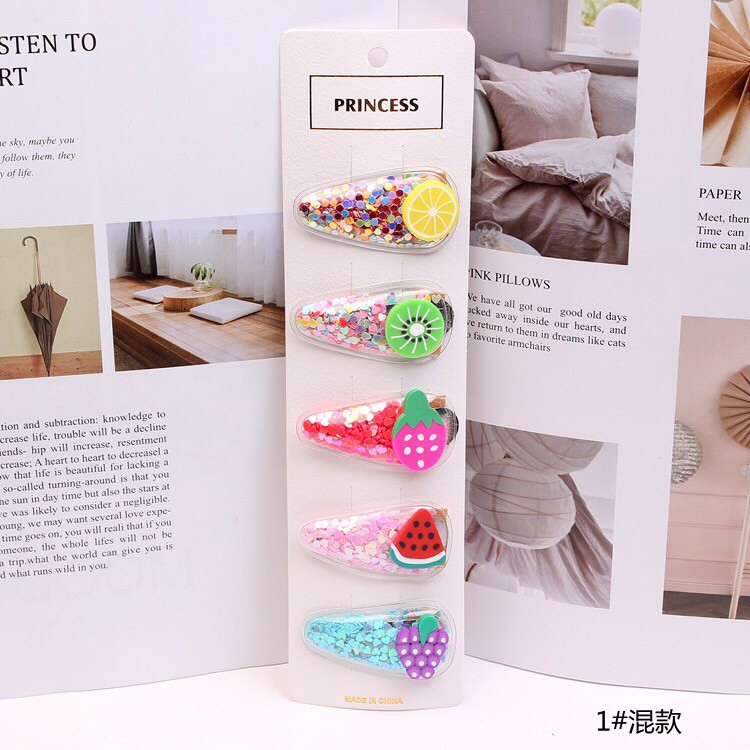 STEN TO
RT
e sky, maybe you
follow them, they
y of life.
tion and subtraction: knowledge to
crease life, trouble will be a decline
iends- hip will increase, resentment
crease; A heart to heart to decreasel a
ow that life is beautiful for lacking a
so-called turning-around is that you
he sun in day time but also the stars at
ve was likely to consider a negligible.
oung, we may want several love expe-
time goes on, you will reali that if you
omeone, the whole lifes will not be
a trip.what the world can give you is
d what runs wild in you.
PRINCESS
MADE IN CHINA
PINK PILLOWS
We have all got our good old days
tucked away inside our hearts, and
we return to them in dreams like cats
to favorite armchairs
PAPER
Meet, then
Time can
time can als
1#混款